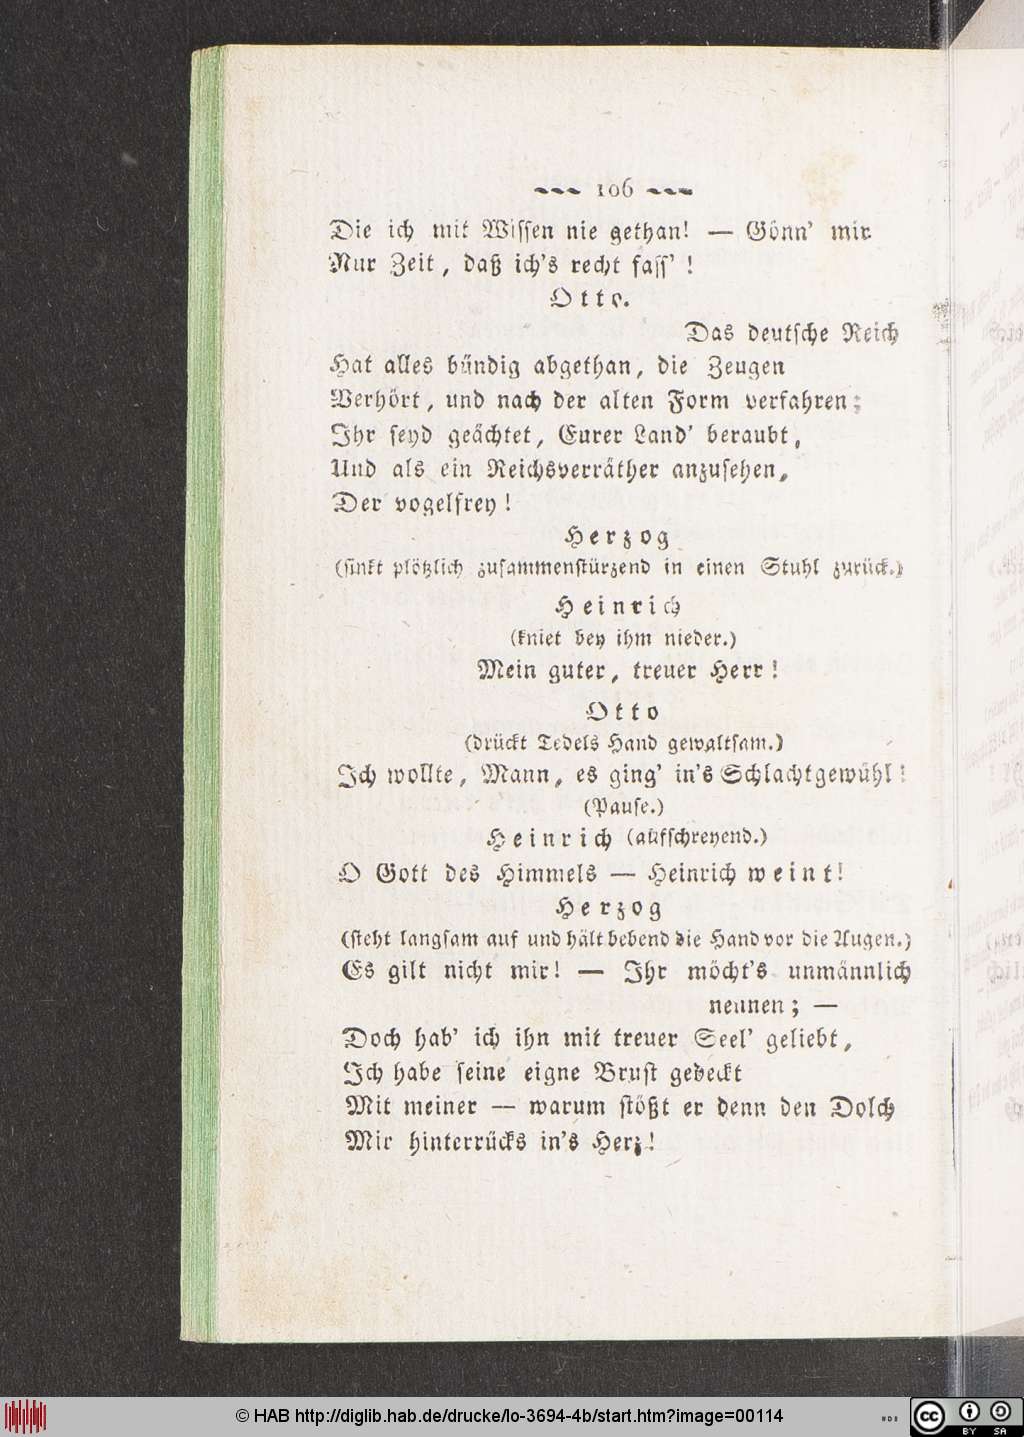 106
Die ich mit Wissen nie gethan! — Gönn' mir
Nur Zeit, daß ich's recht fass'!
Otto.
Das deutsche Reich
Hat alles bündig abgethan, die Zeugen
Verhört, und nach der alten Form verfahren;
Ihr seyd geächtet, Eurer Land' beraubt,
Und als ein Reichsverräther anzusehen,
Der vogelfrey!
Herzog
(sinkt plötzlich zusammenstürzend in einen Stuhl zurück.)
Heinrich
(kniet bey ihm nieder.)
Mein guter, treuer Herr!
Otto
(drückt Tedels Hand gewaltsam.)
Ich wollte, Mann, es ging' in's Schlachtgewühl!
(Pause.)
Heinrich (aufschreyend.)
O Gott des Himmels — Heinrich weint!
Herzog
(steht langsam auf und hält bebend die Hand vor die Augen.)
Es gilt nicht mir! — Ihr möcht's unmännlich
nennen; —
Doch hab' ich ihn mit treuer Seel' geliebt,
Ich habe seine eigne Brust gedeckt
Mit meiner — warum stößt er denn den Dolch
Mir hinterrücks in's Herz!
© HAB http://diglib.hab.de/drucke/lo-3694-4b/start.htm?image=00114
cc BY SA